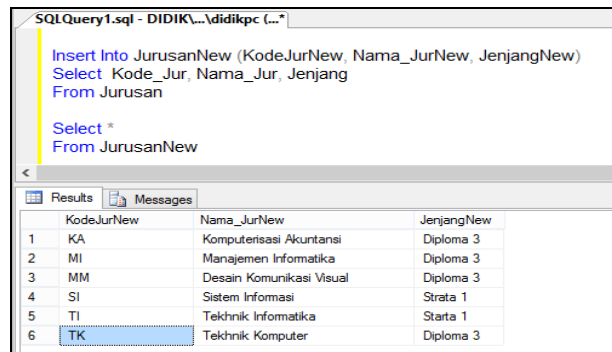 SQLQuery1.sql - DIDIK\...\didikpc (...*
Insert Into JurusanNew (KodeJurNew, Nama_JurNew, JenjangNew)
Select Kode_Jur, Nama_Jur, Jenjang
From Jurusan
Select *
From JurusanNew
Results Messages
KodeJurNew Nama_JurNew JenjangNew
1 KA Komputerisasi Akuntansi Diploma 3
2 MI Manajemen Informatika Diploma 3
3 MM Desain Komunikasi Visual Diploma 3
4 SI Sistem Informasi Strata 1
5 TI Tekhnik Informatika Starta 1
6 TK Tekhnik Komputer Diploma 3